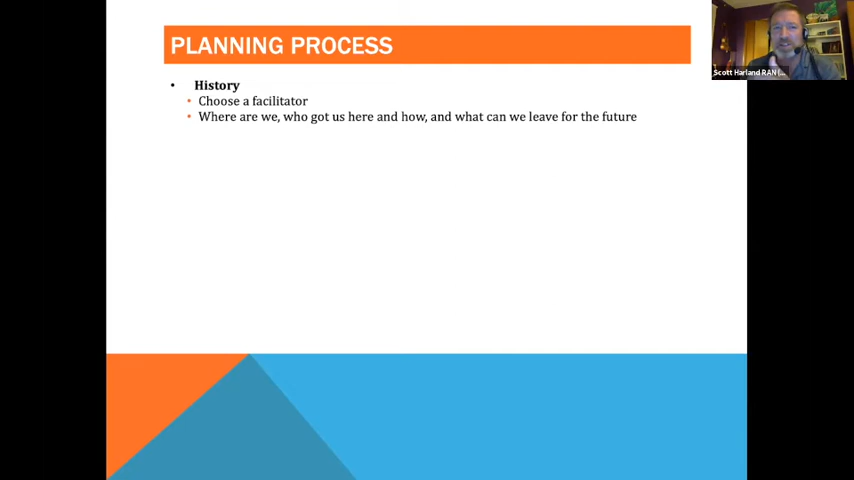 PLANNING PROCESS
Scott Harland RAN (...
• History
• Choose a facilitator
• Where are we, who got us here and how, and what can we leave for the future